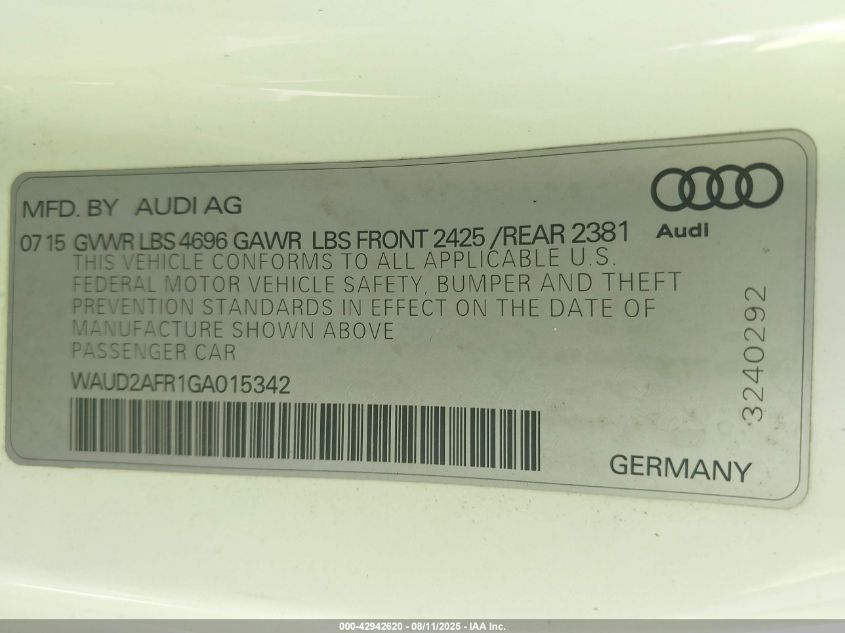 MFD. BY AUDI AG
0715 GVWR LBS 4696 GAWR LBS FRONT 2425 /REAR 2381
Audi
THIS VEHICLE CONFORMS TO ALL APPLICABLE U.S.
FEDERAL MOTOR VEHICLE SAFETY, BUMPER AND THEFT
PREVENTION STANDARDS IN EFFECT ON THE DATE OF
MANUFACTURE SHOWN ABOVE
PASSENGER CAR
WAUD2AFR1GA015342
3240292
GERMANY
000-42942620 - 08/11/2025 - IAA Inc.